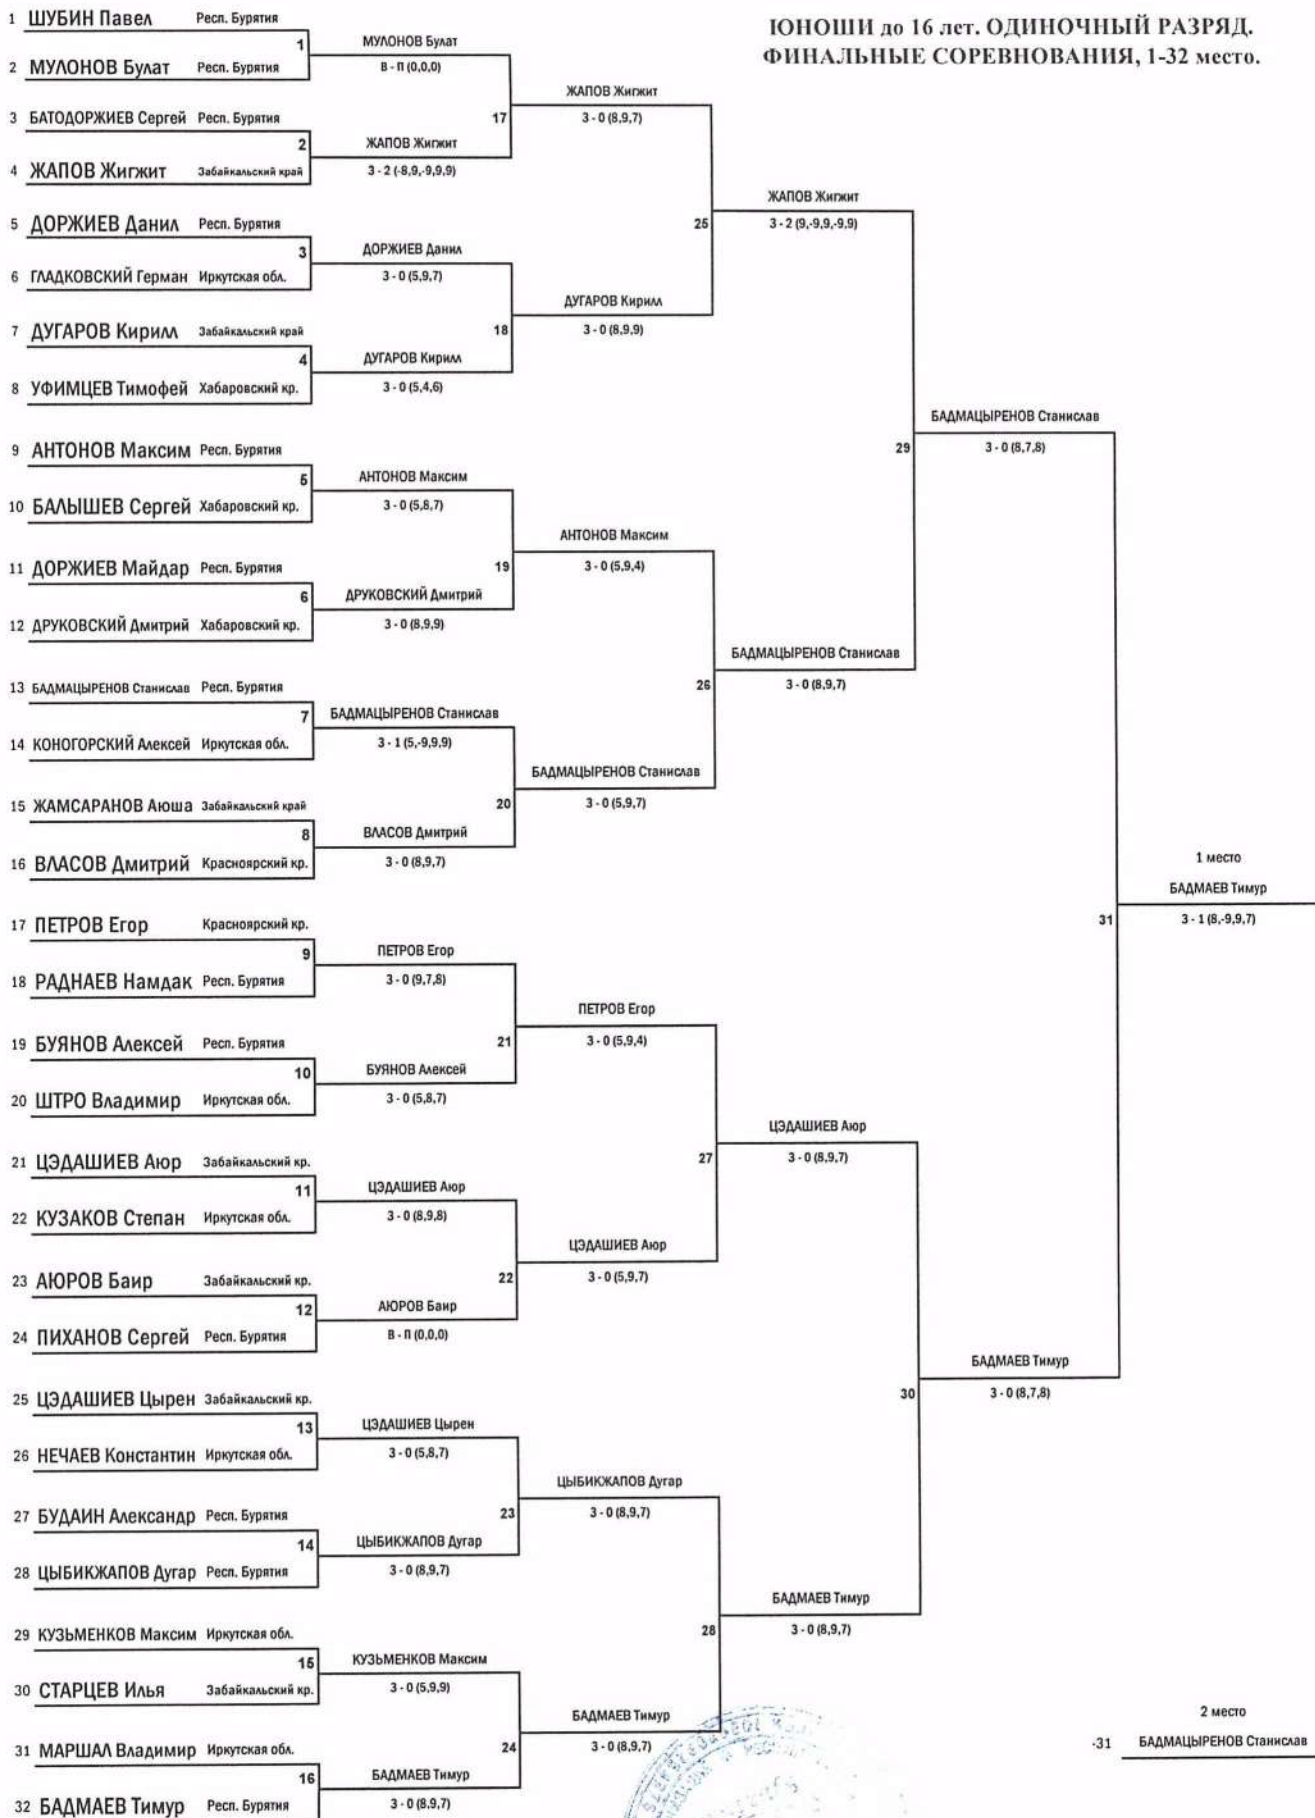 ЮНОШИ до 16 лет. ОДИНОЧНЫЙ РАЗРЯД.
ФИНАЛЬНЫЕ СОРЕВНОВАНИЯ, 1-32 место.
1 ШУБИН Павел Респ. Бурятия
1
2 МУЛОНОВ Булат Респ. Бурятия
3 БАТОДОРЖИЕВ Сергей Респ. Бурятия
2
4 ЖАПОВ Жигжит Забайкальский край
5 ДОРЖИЕВ Данил Респ. Бурятия
3
6 ГЛАДКОВСКИЙ Герман Иркутская обл.
7 ДУГАРОВ Кирилл Забайкальский край
4
8 УФИМЦЕВ Тимофей Хабаровский кр.
9 АНТОНОВ Максим Респ. Бурятия
5
10 БАЛЫШЕВ Сергей Хабаровский кр.
11 ДОРЖИЕВ Майдар Респ. Бурятия
6
12 ДРУКОВСКИЙ Дмитрий Хабаровский кр.
13 БАДМАЦЫРЕНОВ Станислав Респ. Бурятия
7
14 КОНОГОРСКИЙ Алексей Иркутская обл.
15 ЖАМСАРАНОВ Аюша Забайкальский край
8
16 ВЛАСОВ Дмитрий Красноярский кр.
17 ПЕТРОВ Егор Красноярский кр.
9
18 РАДНАЕВ Намдак Респ. Бурятия
19 БУЯНОВ Алексей Респ. Бурятия
10
20 ШТРО Владимир Иркутская обл.
21 ЦЭДАШИЕВ Аюр Забайкальский кр.
11
22 КУЗАКОВ Степан Иркутская обл.
23 АЮРОВ Баир Забайкальский кр.
12
24 ПИХАНОВ Сергей Респ. Бурятия
25 ЦЭДАШИЕВ Цырен Забайкальский кр.
13
26 НЕЧАЕВ Константин Иркутская обл.
27 БУДАИН Александр Респ. Бурятия
14
28 ЦЫБИКЖАПОВ Дугар Респ. Бурятия
29 КУЗЬМЕНКОВ Максим Иркутская обл.
15
30 СТАРЦЕВ Илья Забайкальский кр.
31 МАРШАЛ Владимир Иркутская обл.
16
32 БАДМАЕВ Тимур Респ. Бурятия
МУЛОНОВ Булат
В - П (0,0,0)
17
ЖАПОВ Жигжит
3 - 2 (-8,9,-9,9,9)
ДОРЖИЕВ Данил
3 - 0 (5,9,7)
18
ДУГАРОВ Кирилл
3 - 0 (5,4,6)
АНТОНОВ Максим
3 - 0 (5,8,7)
19
ДРУКОВСКИЙ Дмитрий
3 - 0 (8,9,9)
БАДМАЦЫРЕНОВ Станислав
3 - 1 (5,-9,9,9)
20
ВЛАСОВ Дмитрий
3 - 0 (8,9,7)
ПЕТРОВ Егор
3 - 0 (9,7,8)
21
БУЯНОВ Алексей
3 - 0 (5,8,7)
ЦЭДАШИЕВ Аюр
3 - 0 (8,9,8)
22
АЮРОВ Баир
В - П (0,0,0)
ЦЭДАШИЕВ Цырен
3 - 0 (5,8,7)
23
ЦЫБИКЖАПОВ Дугар
3 - 0 (8,9,7)
КУЗЬМЕНКОВ Максим
3 - 0 (5,9,9)
24
БАДМАЕВ Тимур
3 - 0 (8,9,7)
ЖАПОВ Жигжит
3 - 0 (8,9,7)
25
ДУГАРОВ Кирилл
3 - 0 (8,9,9)
АНТОНОВ Максим
3 - 0 (5,9,4)
26
БАДМАЦЫРЕНОВ Станислав
3 - 0 (5,9,7)
ПЕТРОВ Егор
3 - 0 (5,9,4)
27
ЦЭДАШИЕВ Аюр
3 - 0 (5,9,7)
ЦЫБИКЖАПОВ Дугар
3 - 0 (8,9,7)
28
БАДМАЕВ Тимур
3 - 0 (8,9,7)
ЖАПОВ Жигжит
3 - 2 (9,-9,9,-9,9)
29
БАДМАЦЫРЕНОВ Станислав
3 - 0 (8,9,7)
ЦЭДАШИЕВ Аюр
3 - 0 (8,9,7)
30
БАДМАЕВ Тимур
3 - 0 (8,9,7)
БАДМАЦЫРЕНОВ Станислав
3 - 0 (8,7,8)
31
БАДМАЕВ Тимур
3 - 0 (8,7,8)
1 место
БАДМАЕВ Тимур
3 - 1 (8,-9,9,7)
2 место
-31 БАДМАЦЫРЕНОВ Станислав